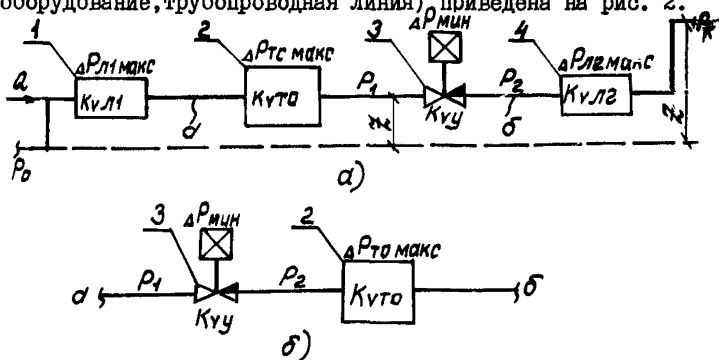 оборудование, трубопроводная линия) приведена на рис. 2.
1 2 3 4
ΔPл1 макс ΔPтс макс ΔPмин ΔPл2 макс
Q Kvл1 Kvто P1 Kvу P2 Kvл2
α Z б Z
P0
а)
3 2
ΔPмин ΔPто макс
α P1 Kvу P2 Kvто б
б)